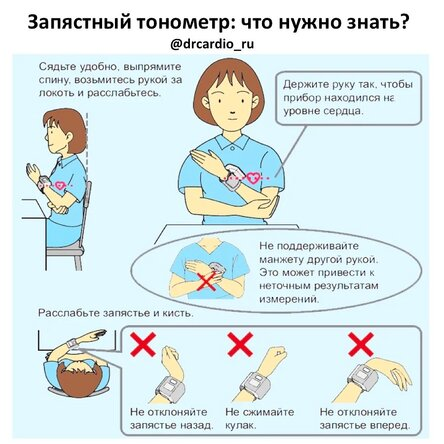 Запястный тонометр: что нужно знать?
@drcardio_ru
Сядьте удобно, выпрямите
спину, возьмитесь рукой за
локоть и расслабьтесь.
Держите руку так, чтобы
прибор находился на
уровне сердца.
Не поддерживайте
манжету другой рукой.
Это может привести к
неточным результатам
измерений.
Расслабьте запястье и кисть.
Не отклоняйте
запястье назад.
Не сжимайте
кулак.
Не отклоняйте
запястье вперед.